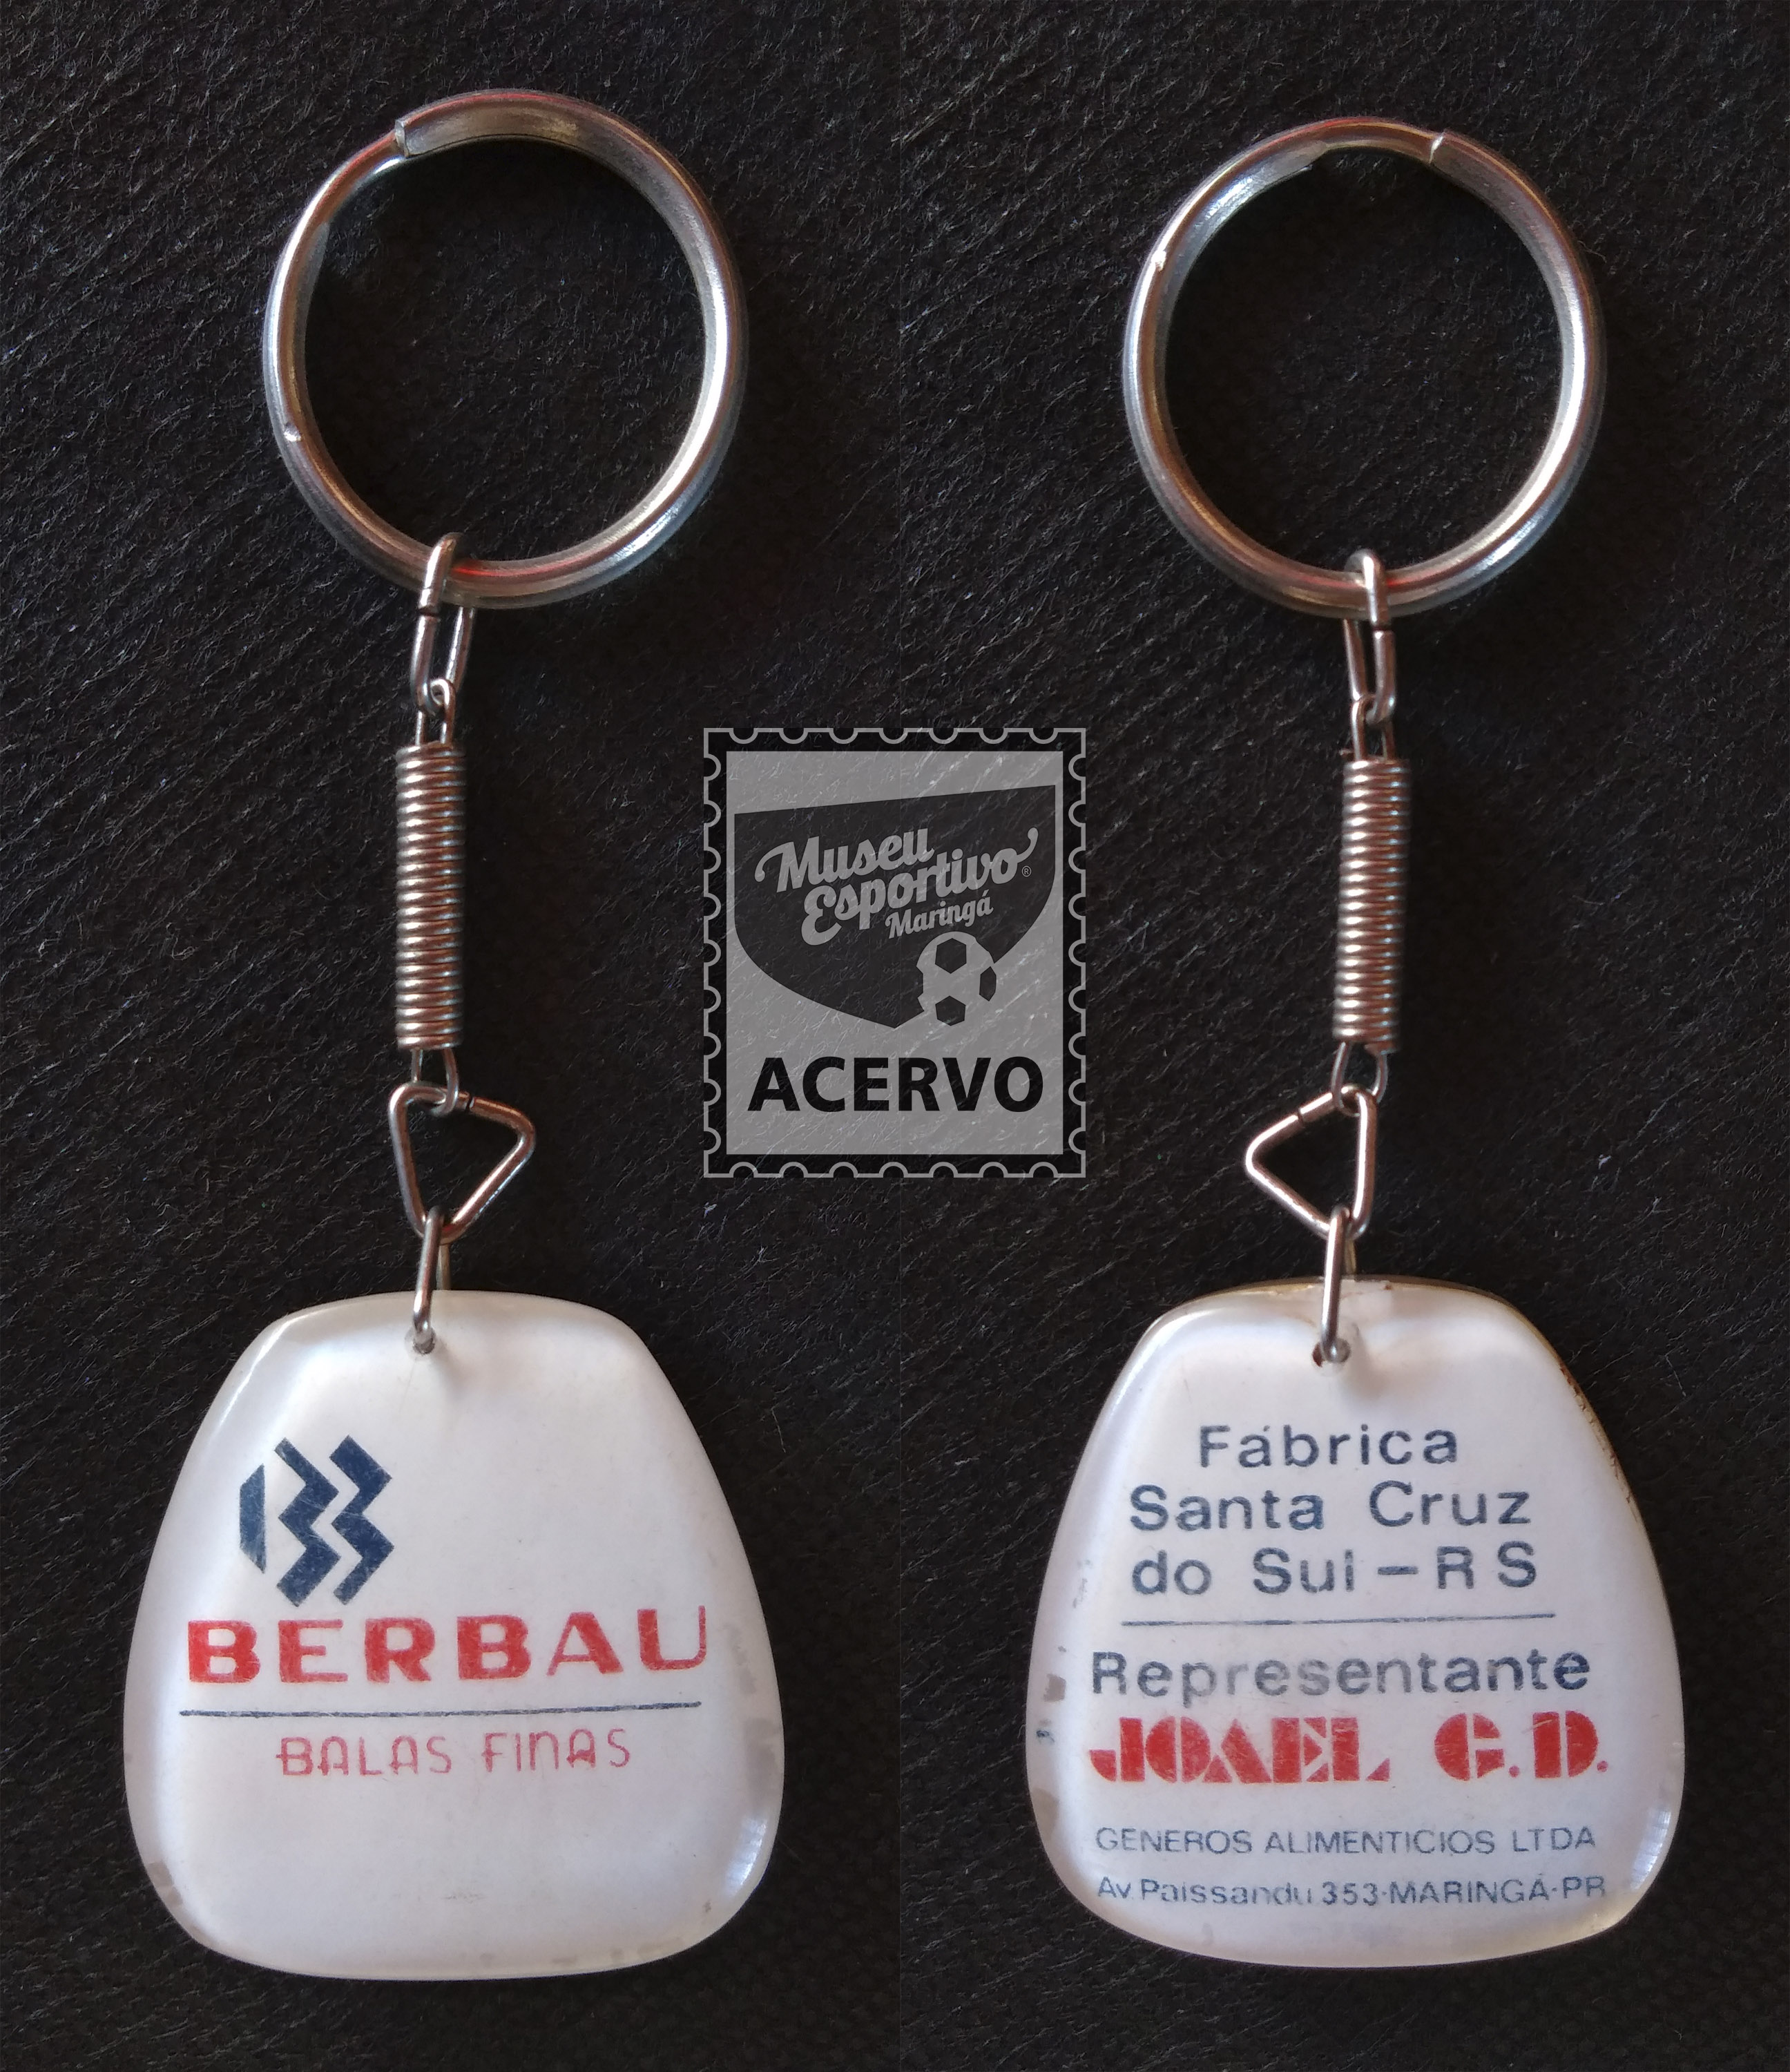 BERBAU
BALAS FINAS
Museu
Esportivo®
Maringá
ACERVO
Fábrica
Santa Cruz
do Sul – RS
Representante
JOAEL G.D.
GENEROS ALIMENTICIOS LTDA
Av. Paissandu 353-MARINGÁ-PR